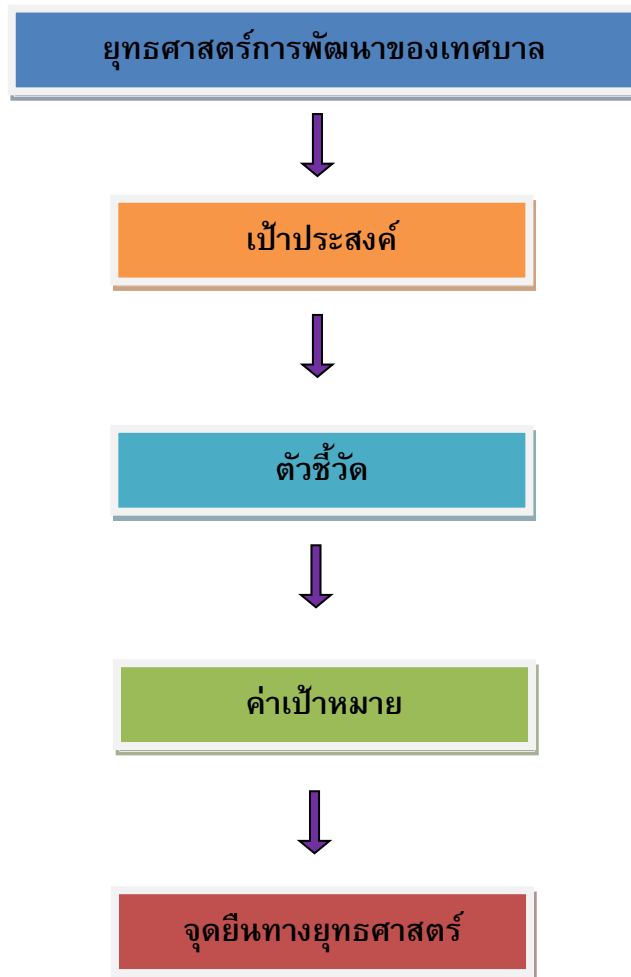 ยุทธศาสตร์การพัฒนาของเทศบาล
เป้าประสงค์
ตัวชี้วัด
ค่าเป้าหมาย
จุดยืนทางยุทธศาสตร์